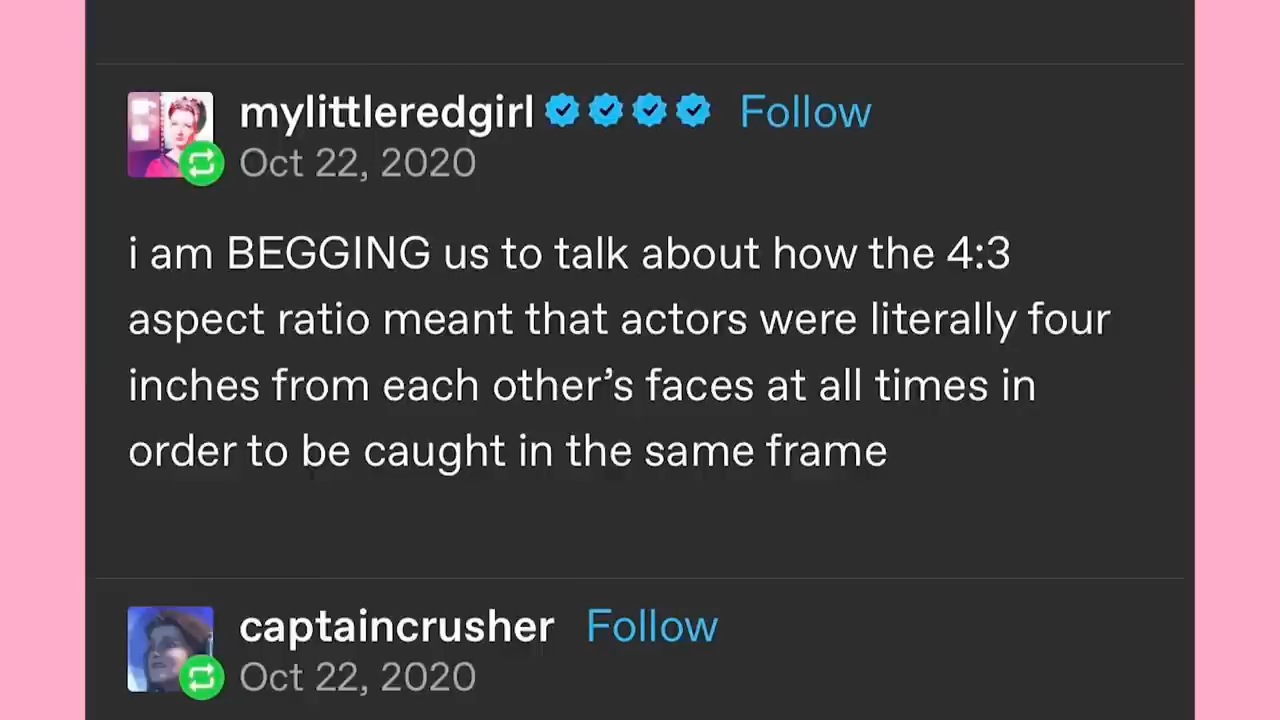 mylittleredgirl Follow
Oct 22, 2020
i am BEGGING us to talk about how the 4:3
aspect ratio meant that actors were literally four
inches from each other’s faces at all times in
order to be caught in the same frame
captaincrusher Follow
Oct 22, 2020